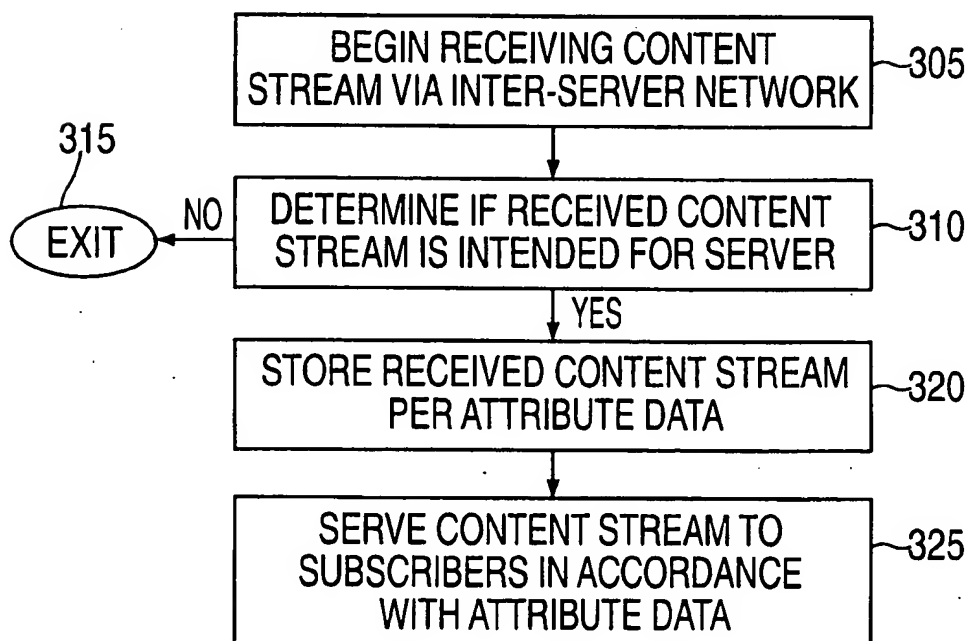 BEGIN RECEIVING CONTENT
STREAM VIA INTER-SERVER NETWORK
305
315
EXIT
NO
DETERMINE IF RECEIVED CONTENT
STREAM IS INTENDED FOR SERVER
310
YES
STORE RECEIVED CONTENT STREAM
PER ATTRIBUTE DATA
320
SERVE CONTENT STREAM TO
SUBSCRIBERS IN ACCORDANCE
WITH ATTRIBUTE DATA
325